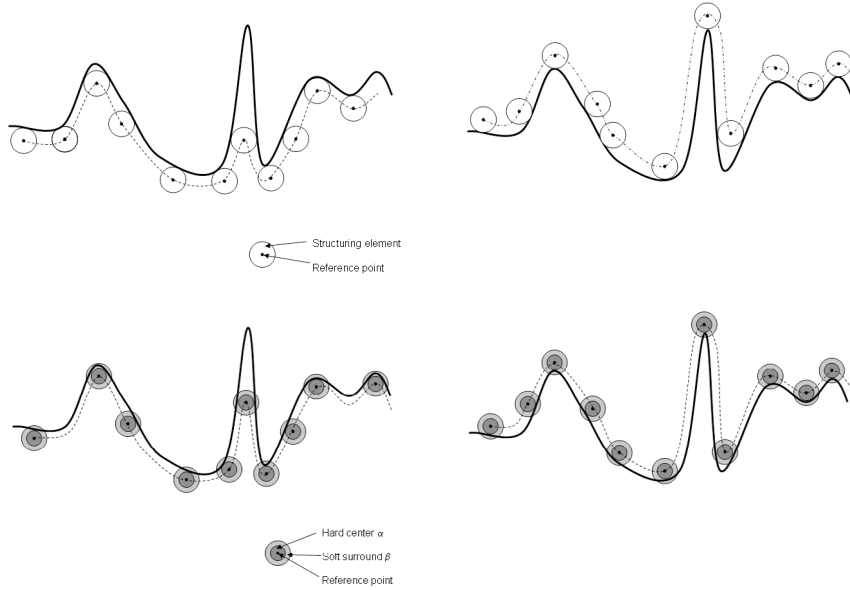 Structuring element
Reference point
Hard center α
Soft surround β
Reference point